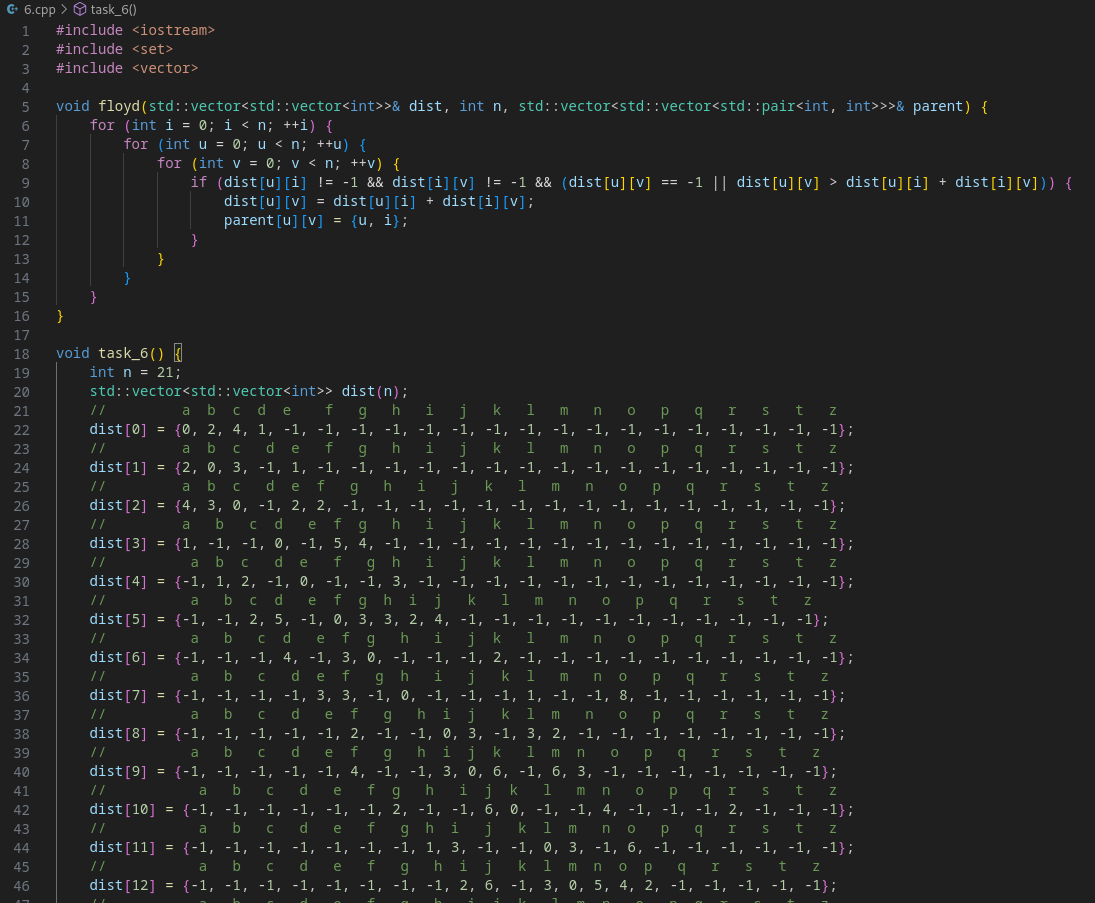 6.cpp > task_6()
1 #include <iostream>
2 #include <set>
3 #include <vector>
4
5 void floyd(std::vector<std::vector<int>>& dist, int n, std::vector<std::vector<std::pair<int, int>>>& parent) {
6 for (int i = 0; i < n; ++i) {
7 for (int u = 0; u < n; ++u) {
8 for (int v = 0; v < n; ++v) {
9 if (dist[u][i] != -1 && dist[i][v] != -1 && (dist[u][v] == -1 || dist[u][v] > dist[u][i] + dist[i][v])) {
10 dist[u][v] = dist[u][i] + dist[i][v];
11 parent[u][v] = {u, i};
12 }
13 }
14 }
15 }
16 }
17
18 void task_6() {
19 int n = 21;
20 std::vector<std::vector<int>> dist(n);
21 // a b c d e f g h i j k l m n o p q r s t z
22 dist[0] = {0, 2, 4, 1, -1, -1, -1, -1, -1, -1, -1, -1, -1, -1, -1, -1, -1, -1, -1, -1, -1};
23 // a b c d e f g h i j k l m n o p q r s t z
24 dist[1] = {2, 0, 3, -1, 1, -1, -1, -1, -1, -1, -1, -1, -1, -1, -1, -1, -1, -1, -1, -1, -1};
25 // a b c d e f g h i j k l m n o p q r s t z
26 dist[2] = {4, 3, 0, -1, 2, 2, -1, -1, -1, -1, -1, -1, -1, -1, -1, -1, -1, -1, -1, -1, -1};
27 // a b c d e f g h i j k l m n o p q r s t z
28 dist[3] = {1, -1, -1, 0, -1, 5, 4, -1, -1, -1, -1, -1, -1, -1, -1, -1, -1, -1, -1, -1, -1};
29 // a b c d e f g h i j k l m n o p q r s t z
30 dist[4] = {-1, 1, 2, -1, 0, -1, -1, 3, -1, -1, -1, -1, -1, -1, -1, -1, -1, -1, -1, -1, -1};
31 // a b c d e f g h i j k l m n o p q r s t z
32 dist[5] = {-1, -1, 2, 5, -1, 0, 3, 3, 2, 4, -1, -1, -1, -1, -1, -1, -1, -1, -1, -1, -1};
33 // a b c d e f g h i j k l m n o p q r s t z
34 dist[6] = {-1, -1, -1, 4, -1, 3, 0, -1, -1, -1, 2, -1, -1, -1, -1, -1, -1, -1, -1, -1, -1};
35 // a b c d e f g h i j k l m n o p q r s t z
36 dist[7] = {-1, -1, -1, -1, 3, 3, -1, 0, -1, -1, -1, 1, -1, -1, 8, -1, -1, -1, -1, -1, -1};
37 // a b c d e f g h i j k l m n o p q r s t z
38 dist[8] = {-1, -1, -1, -1, -1, 2, -1, -1, 0, 3, -1, 3, 2, -1, -1, -1, -1, -1, -1, -1, -1};
39 // a b c d e f g h i j k l m n o p q r s t z
40 dist[9] = {-1, -1, -1, -1, -1, 4, -1, -1, 3, 0, 6, -1, 6, 3, -1, -1, -1, -1, -1, -1, -1};
41 // a b c d e f g h i j k l m n o p q r s t z
42 dist[10] = {-1, -1, -1, -1, -1, -1, 2, -1, -1, 6, 0, -1, -1, 4, -1, -1, -1, 2, -1, -1, -1};
43 // a b c d e f g h i j k l m n o p q r s t z
44 dist[11] = {-1, -1, -1, -1, -1, -1, -1, 1, 3, -1, -1, 0, 3, -1, 6, -1, -1, -1, -1, -1, -1};
45 // a b c d e f g h i j k l m n o p q r s t z
46 dist[12] = {-1, -1, -1, -1, -1, -1, -1, -1, 2, 6, -1, 3, 0, 5, 4, 2, -1, -1, -1, -1, -1};